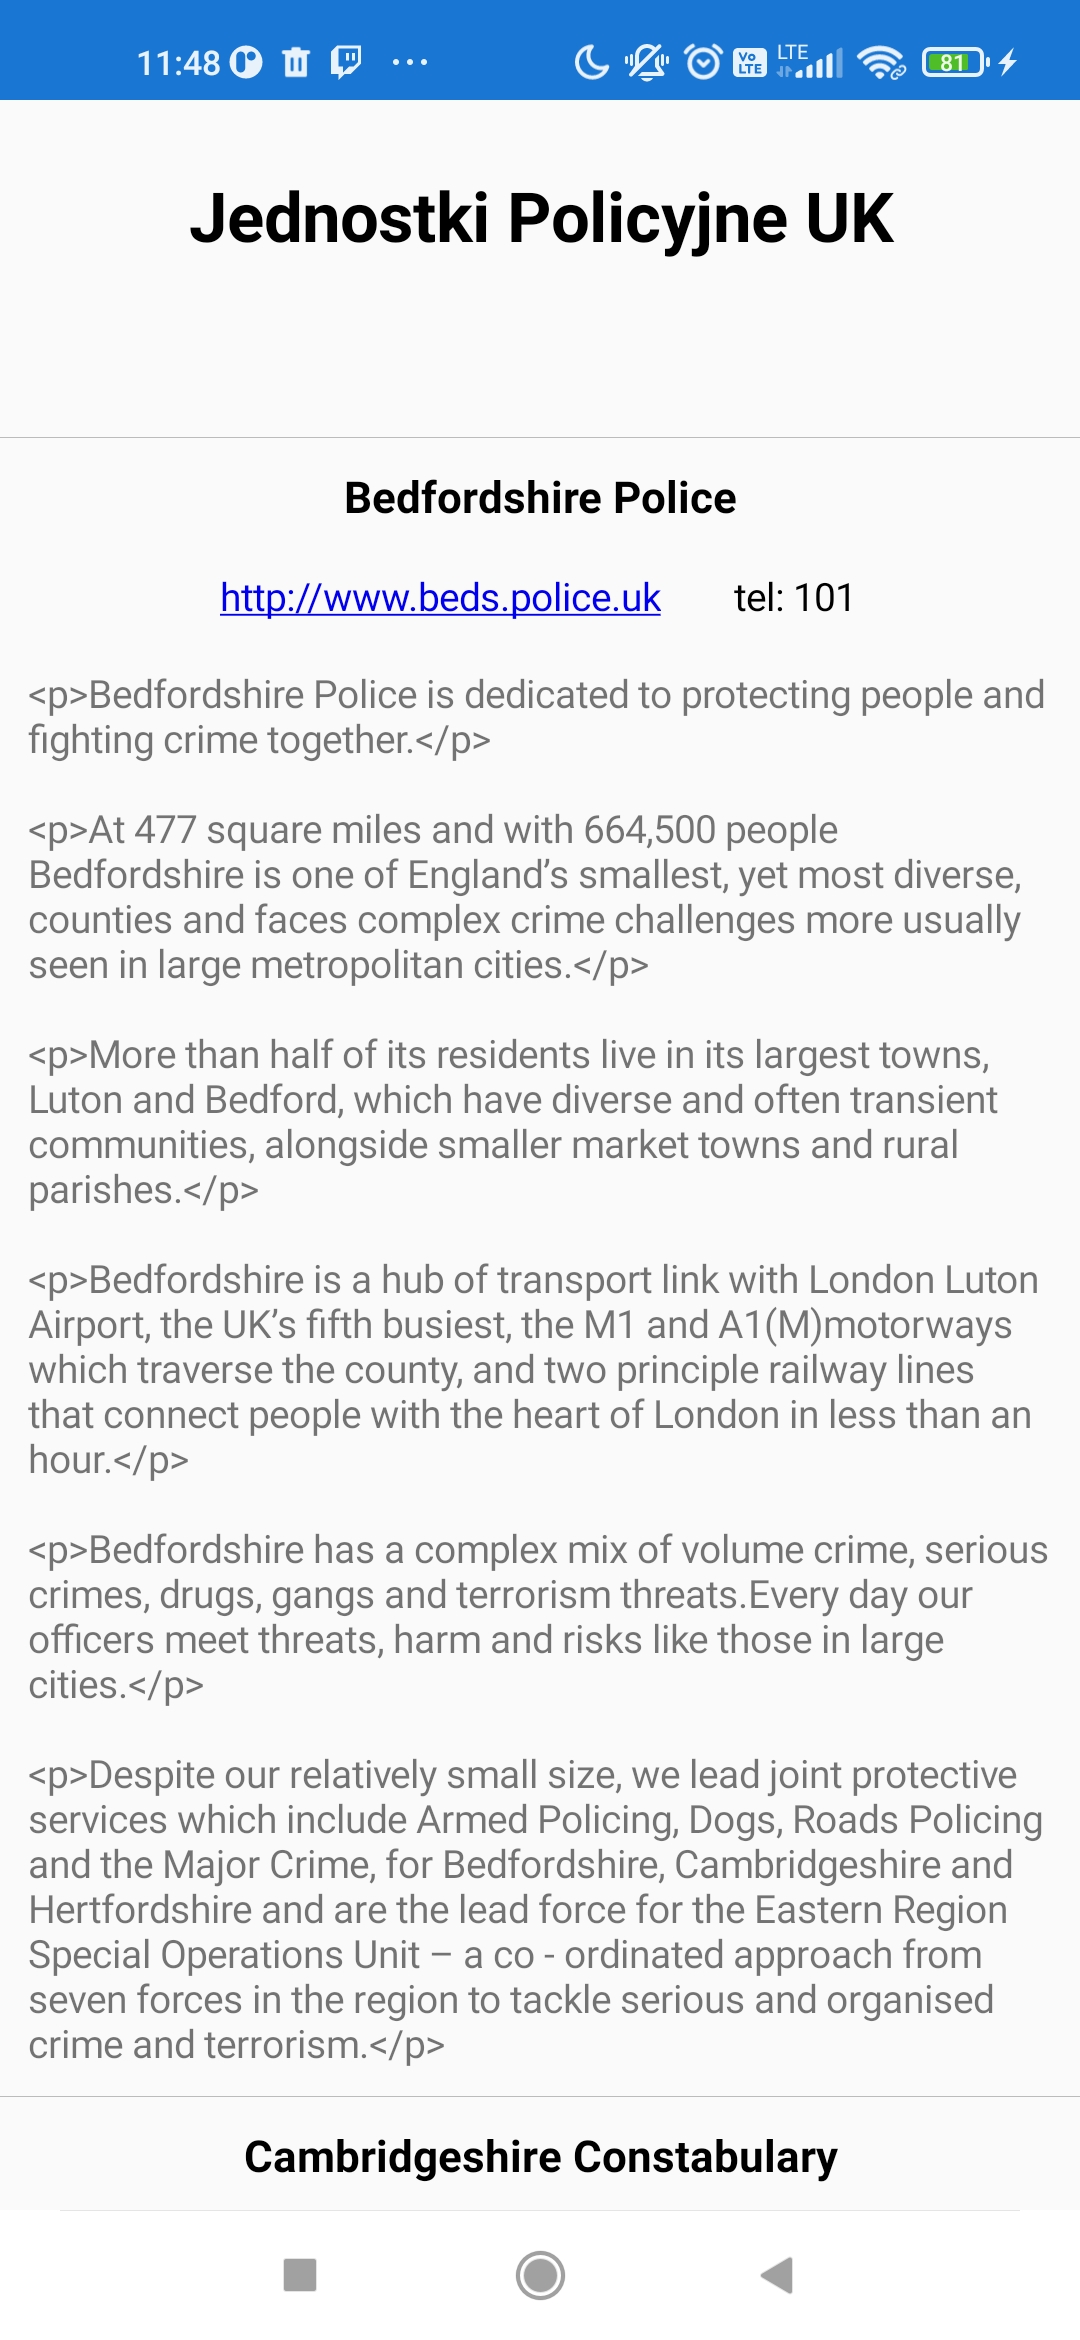 11:48
Vo LTE LTE 81
Jednostki Policyjne UK
Bedfordshire Police
http://www.beds.police.uk tel: 101
<p>Bedfordshire Police is dedicated to protecting people and
fighting crime together.</p>
<p>At 477 square miles and with 664,500 people
Bedfordshire is one of England’s smallest, yet most diverse,
counties and faces complex crime challenges more usually
seen in large metropolitan cities.</p>
<p>More than half of its residents live in its largest towns,
Luton and Bedford, which have diverse and often transient
communities, alongside smaller market towns and rural
parishes.</p>
<p>Bedfordshire is a hub of transport link with London Luton
Airport, the UK’s fifth busiest, the M1 and A1(M)motorways
which traverse the county, and two principle railway lines
that connect people with the heart of London in less than an
hour.</p>
<p>Bedfordshire has a complex mix of volume crime, serious
crimes, drugs, gangs and terrorism threats.Every day our
officers meet threats, harm and risks like those in large
cities.</p>
<p>Despite our relatively small size, we lead joint protective
services which include Armed Policing, Dogs, Roads Policing
and the Major Crime, for Bedfordshire, Cambridgeshire and
Hertfordshire and are the lead force for the Eastern Region
Special Operations Unit – a co - ordinated approach from
seven forces in the region to tackle serious and organised
crime and terrorism.</p>
Cambridgeshire Constabulary